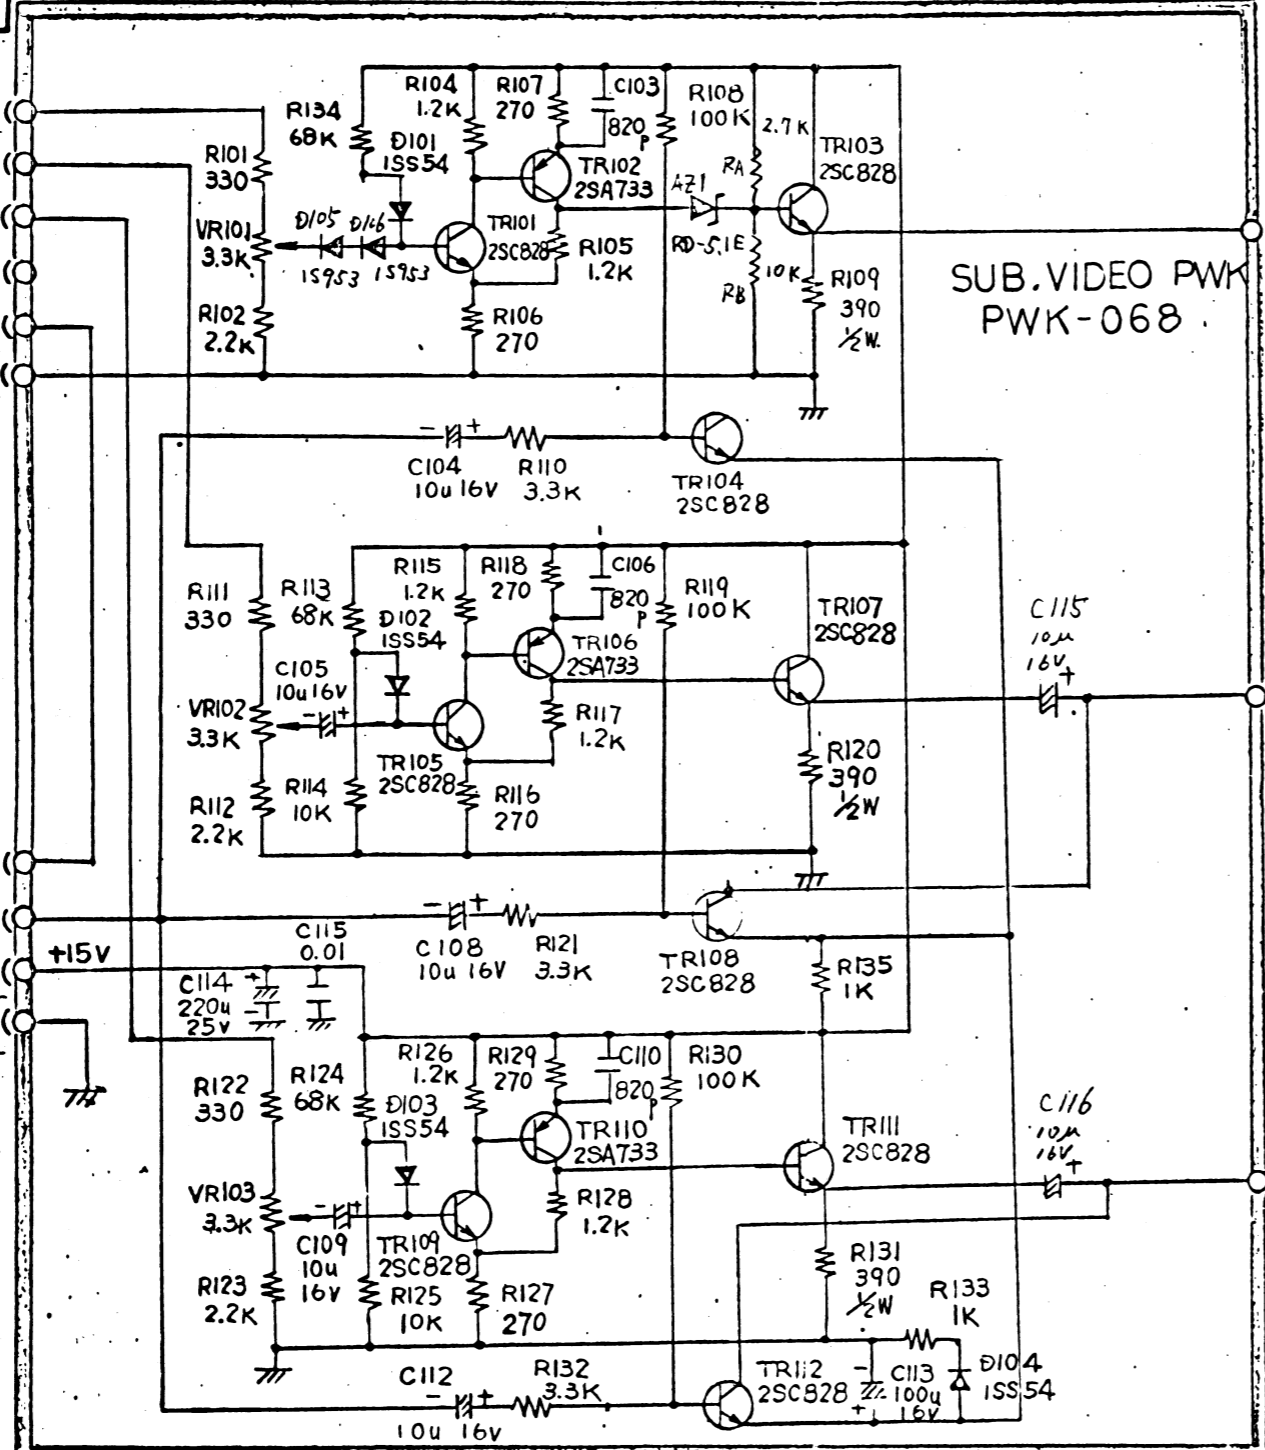 R104
1.2K
R107
270
C103
820
P
R108
100K
R134
68K
D101
1SS54
2.7K
TR103
2SC828
R101
330
TR102
2SA733
RA
AZ1
VR101
3.3K
D105
D106
1S953
1S953
TR101
2SC828
R105
1.2K
RD-5.1E
10K
RB
R109
390
1/2W.
SUB.VIDEO PWK
PWK-068
R102
2.2K
R106
270
- +
C104
10u 16V
R110
3.3K
TR104
2SC828
R115
1.2K
R118
270
C106
820
P
R119
100K
R111
330
R113
68K
D102
1SS54
TR107
2SC828
C115
10µ
16V
+
TR106
2SA733
C105
10u16V
- +
VR102
3.3K
R117
1.2K
TR105
2SC828
R120
390
1/2W
R112
2.2K
R114
10K
R116
270
- +
C108
10u 16V
R121
3.3K
TR108
2SC828
R135
1K
+15V
C115
0.01
C114
220u
25V
+
-
R126
1.2K
R129
270
C110
820
P
R130
100K
R122
330
R124
68K
D103
1SS54
TR110
2SA733
TR111
2SC828
C116
10µ
16V
+
VR103
3.3K
- +
C109
10u
16V
TR109
2SC828
R128
1.2K
R123
2.2K
R125
10K
R127
270
R131
390
1/2W
R133
1K
C112
- +
10u 16V
R132
3.3K
TR112
2SC828
-
C113
100u
16V
+
D104
1SS54